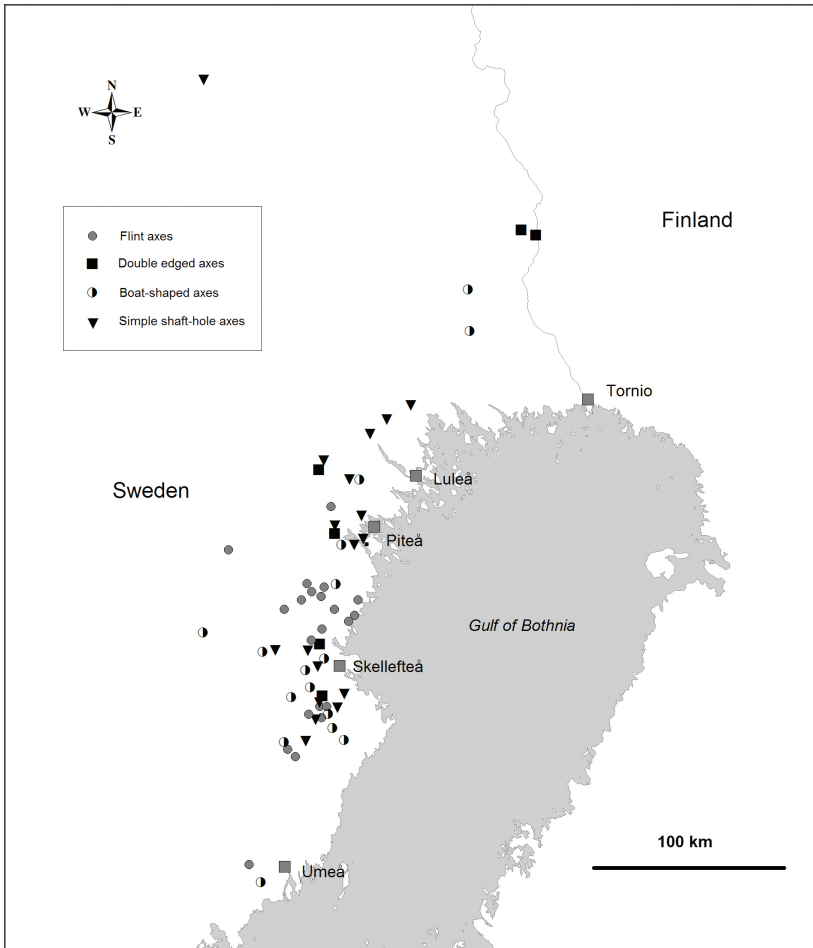 N
W E
S
Finland
Flint axes
Double edged axes
Boat-shaped axes
Simple shaft-hole axes
Tornio
Luleå
Sweden
Piteå
Gulf of Bothnia
Skellefteå
100 km
Umeå